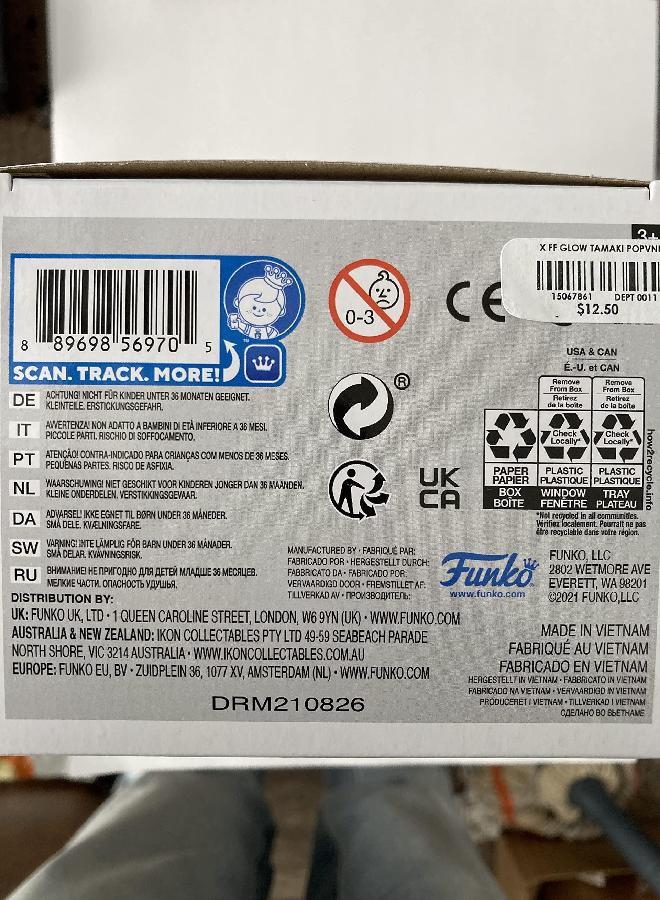 3+
X FF GLOW TAMAKI POPVNI
15067861 DEPT 0011
$12.50
8 89698 56970 5
SCAN. TRACK. MORE!
0-3
CE
®
UK
CA
USA & CAN
É.-U. et CAN
Remove From Box
Retirez de la boîte
Remove From Box
Retirez de la boîte
Check Locally*
Check Locally*
PAPER PAPIER
PLASTIC PLASTIQUE
PLASTIC PLASTIQUE
BOX BOÎTE
WINDOW FENÊTRE
TRAY PLATEAU
*Not recycled in all communities.
Vérifiez localement. Pourrait ne pas
être recyclable dans votre région.
how2recycle.info
DE ACHTUNG! NICHT FÜR KINDER UNTER 36 MONATEN GEEIGNET.
KLEINTEILE. ERSTICKUNGSGEFAHR.
IT AVVERTENZA! NON ADATTO A BAMBINI DI ETÀ INFERIORE A 36 MESI.
PICCOLE PARTI. RISCHIO DI SOFFOCAMENTO.
PT ATENÇÃO! CONTRA-INDICADO PARA CRIANÇAS COM MENOS DE 36 MESES.
PEQUENAS PARTES. RISCO DE ASFIXIA.
NL WAARSCHUWING! NIET GESCHIKT VOOR KINDEREN JONGER DAN 36 MAANDEN.
KLEINE ONDERDELEN. VERSTIKKINGSGEVAAR.
DA ADVARSEL! IKKE EGNET TIL BØRN UNDER 36 MÅNEDER.
SMÅ DELE. KVÆLNINGSFARE.
SW VARNING! INTE LÄMPLIG FÖR BARN UNDER 36 MÅNADER.
SMÅ DELAR. KVÄVNINGSRISK.
RU ВНИМАНИЕ! НЕ ПРИГОДНО ДЛЯ ДЕТЕЙ МЛАДШЕ 36 МЕСЯЦЕВ.
МЕЛКИЕ ЧАСТИ. ОПАСНОСТЬ УДУШЬЯ.
MANUFACTURED BY • FABRIQUÉ PAR:
FABRICADO POR • HERGESTELLT DURCH:
FABBRICATO DA • FABRICADO POR:
VERVAARDIGD DOOR • FREMSTILLET AF:
TILLVERKAD AV • ПРОИЗВОДИТЕЛЬ:
Funko
www.funko.com
FUNKO, LLC
2802 WETMORE AVE
EVERETT, WA 98201
©2021 FUNKO,LLC
DISTRIBUTION BY:
UK: FUNKO UK, LTD • 1 QUEEN CAROLINE STREET, LONDON, W6 9YN (UK) • WWW.FUNKO.COM
AUSTRALIA & NEW ZEALAND: IKON COLLECTABLES PTY LTD 49-59 SEABEACH PARADE
NORTH SHORE, VIC 3214 AUSTRALIA • WWW.IKONCOLLECTABLES.COM.AU
EUROPE: FUNKO EU, BV • ZUIDPLEIN 36, 1077 XV, AMSTERDAM (NL) • WWW.FUNKO.COM
MADE IN VIETNAM
FABRIQUÉ AU VIETNAM
FABRICADO EN VIETNAM
HERGESTELLT IN VIETNAM • FABBRICATO IN VIETNAM
FABRICADO NA VIETNAM • VERVAARDIGD IN VIETNAM
PRODUCERET I VIETNAM • TILLVERKAD I VIETNAM
СДЕЛАНО ВО ВЬЕТНАМЕ
DRM210826